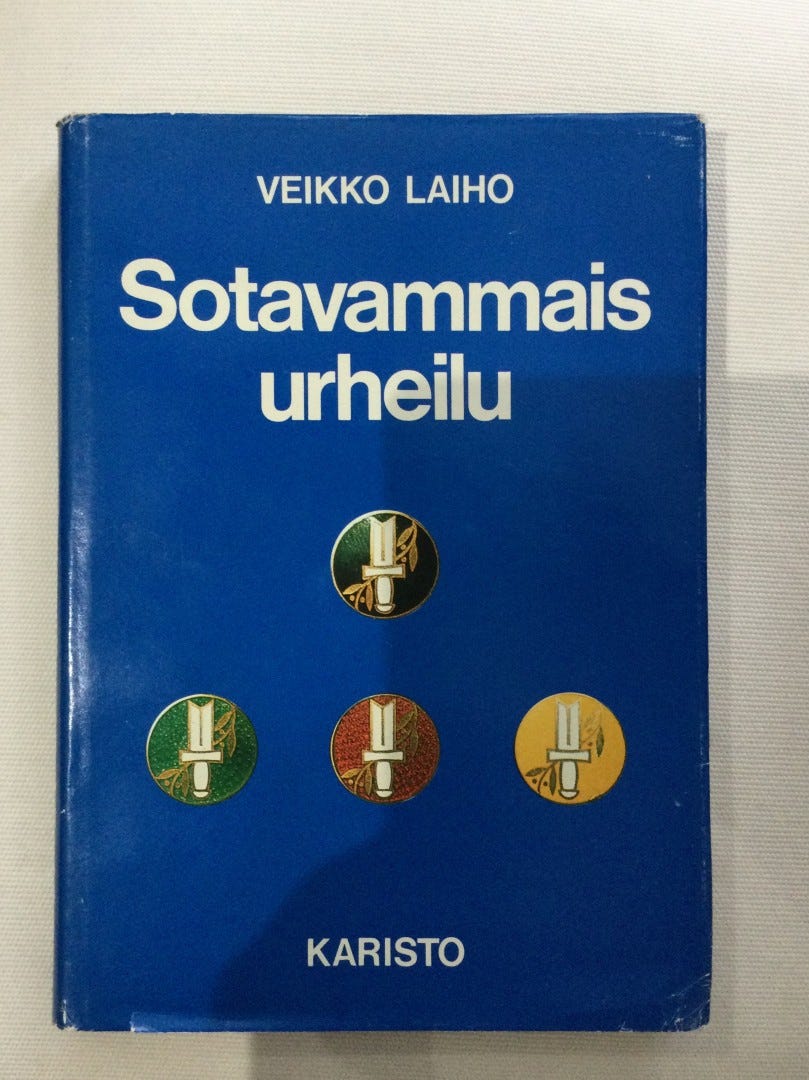 VEIKKO LAIHO
Sotavammais
urheilu
KARISTO